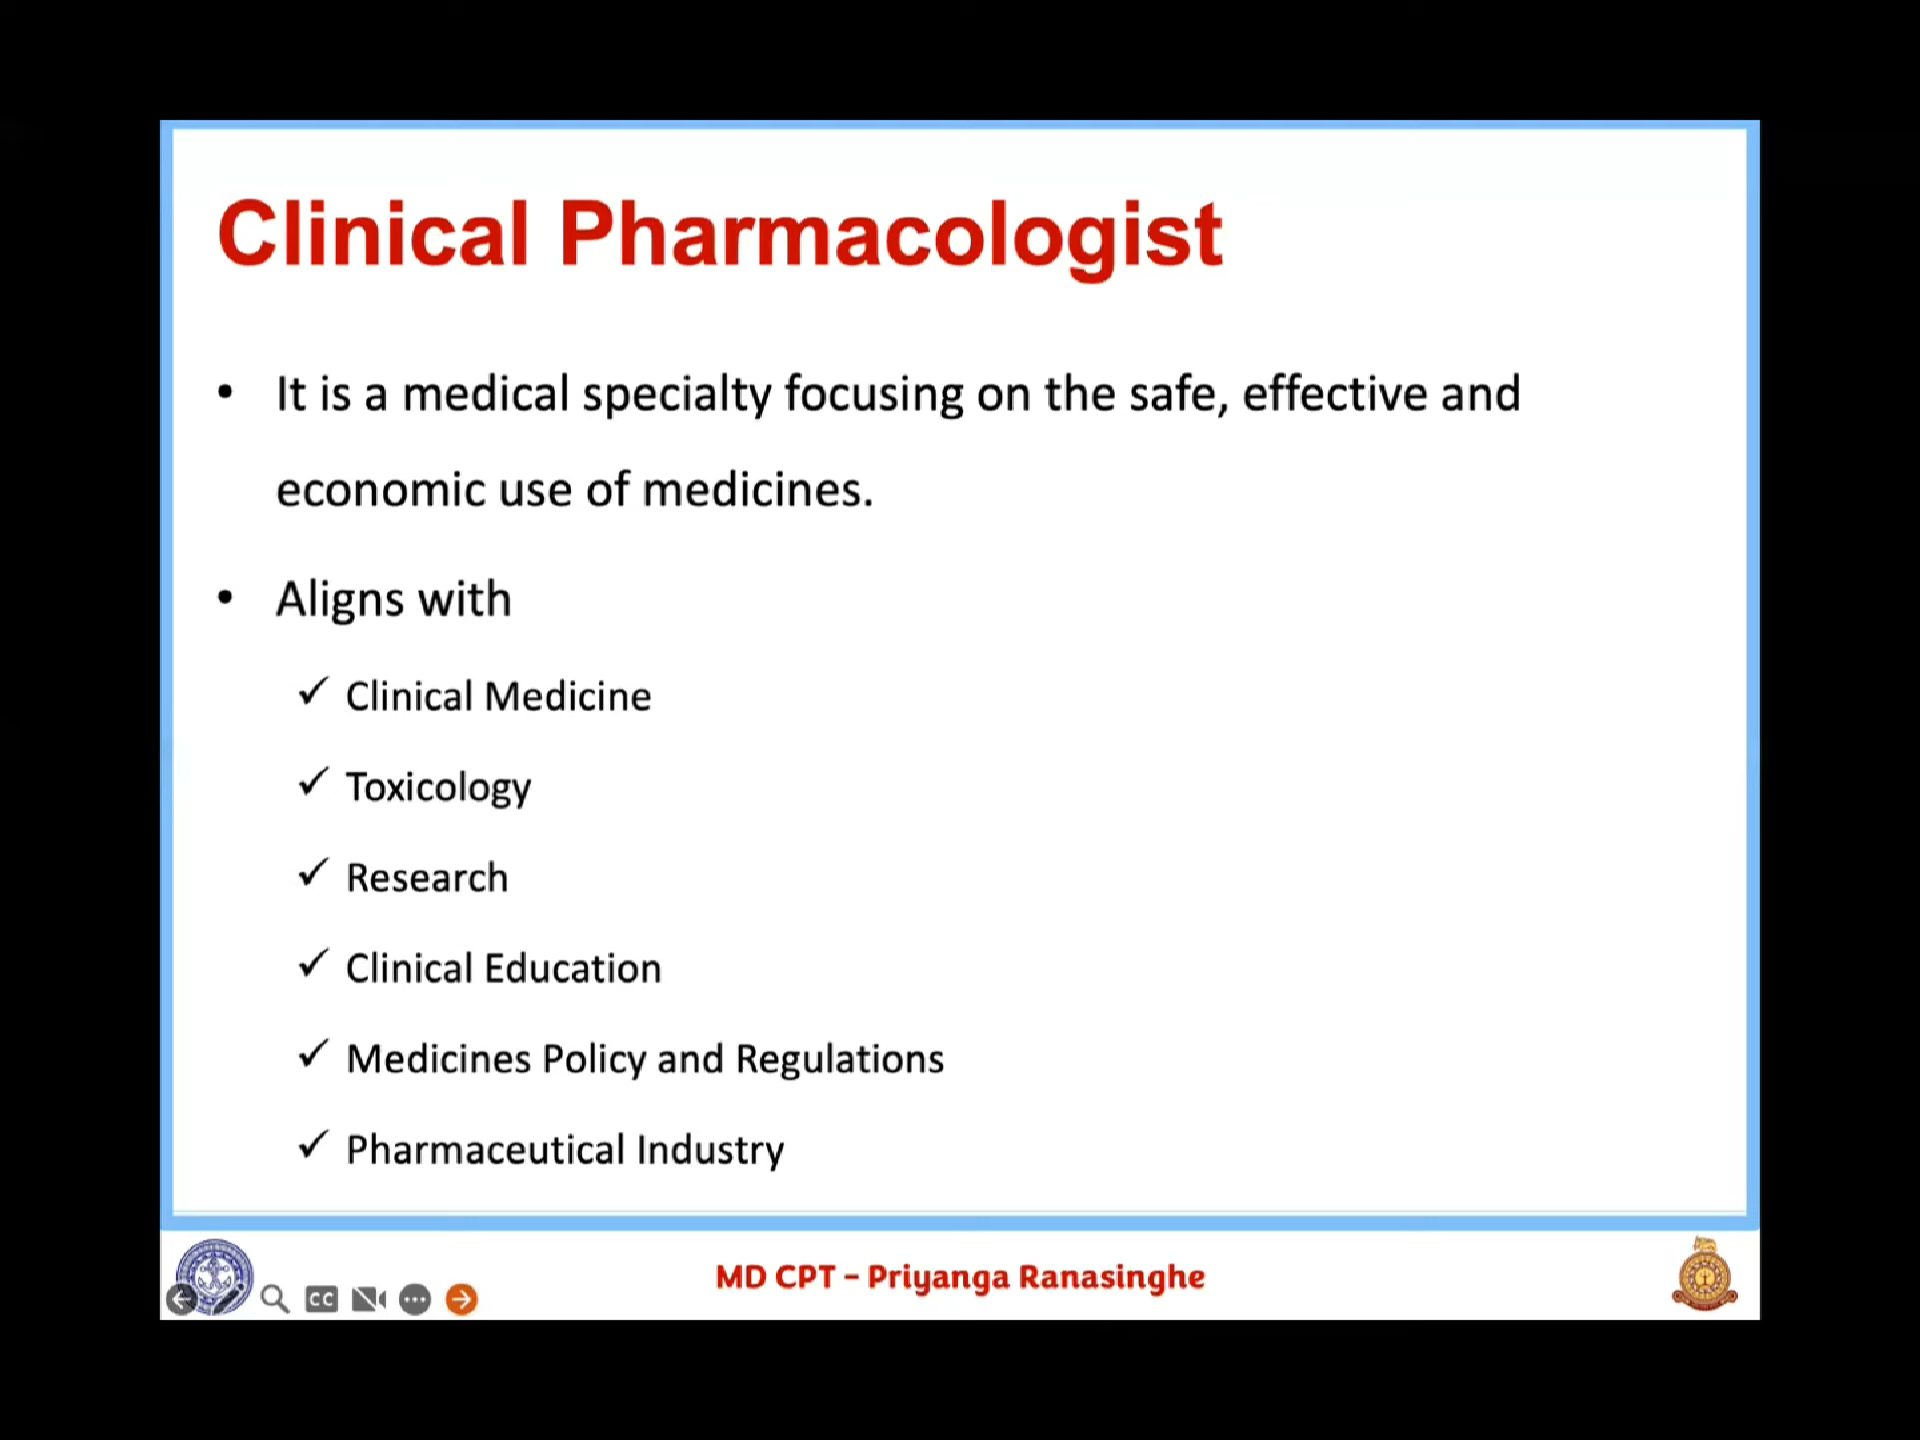 Clinical Pharmacologist
• It is a medical specialty focusing on the safe, effective and
economic use of medicines.
• Aligns with
✓ Clinical Medicine
✓ Toxicology
✓ Research
✓ Clinical Education
✓ Medicines Policy and Regulations
✓ Pharmaceutical Industry
CC
MD CPT – Priyanga Ranasinghe